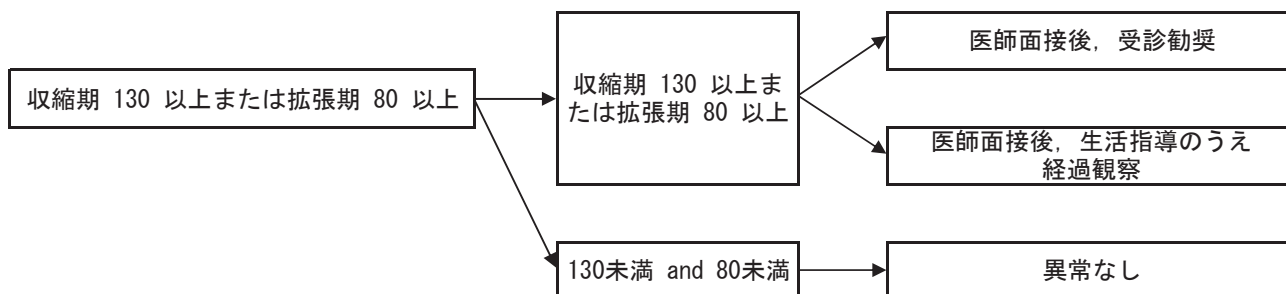 収縮期 130 以上または拡張期 80 以上
収縮期 130 以上ま
たは拡張期 80 以上
医師面接後, 受診勧奨
医師面接後, 生活指導のうえ
経過観察
130未満 and 80未満
異常なし